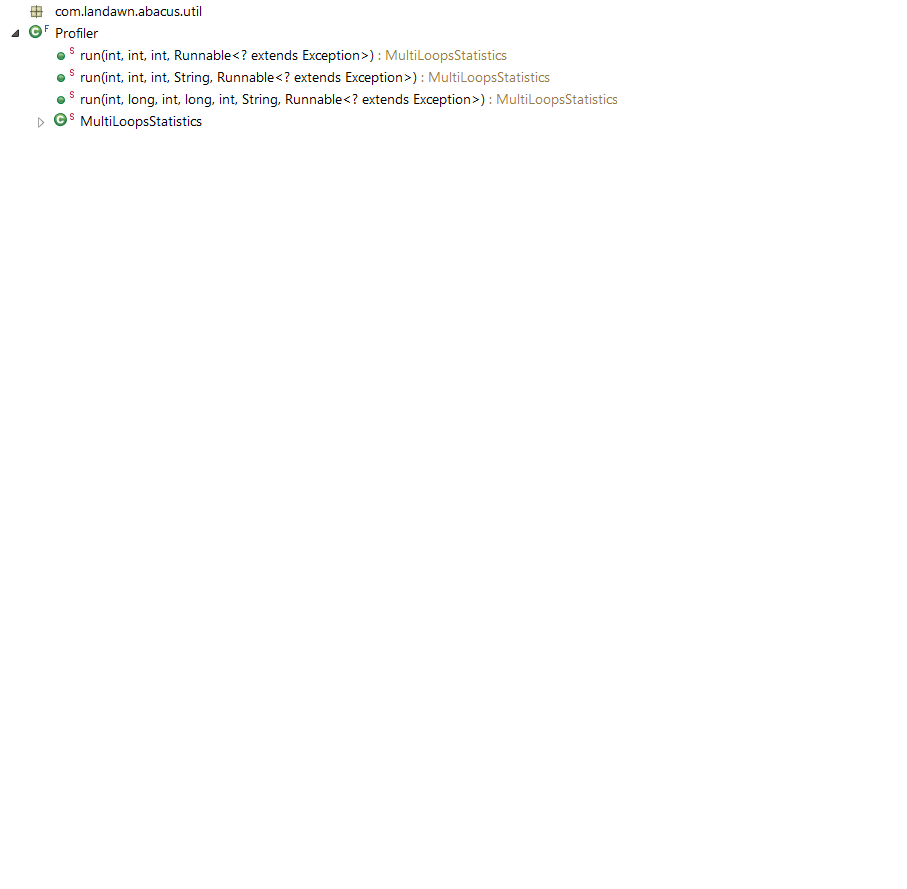 com.landawn.abacus.util
C F Profiler
S run(int, int, int, Runnable<? extends Exception>) : MultiLoopsStatistics
S run(int, int, int, String, Runnable<? extends Exception>) : MultiLoopsStatistics
S run(int, long, int, long, int, String, Runnable<? extends Exception>) : MultiLoopsStatistics
C S MultiLoopsStatistics